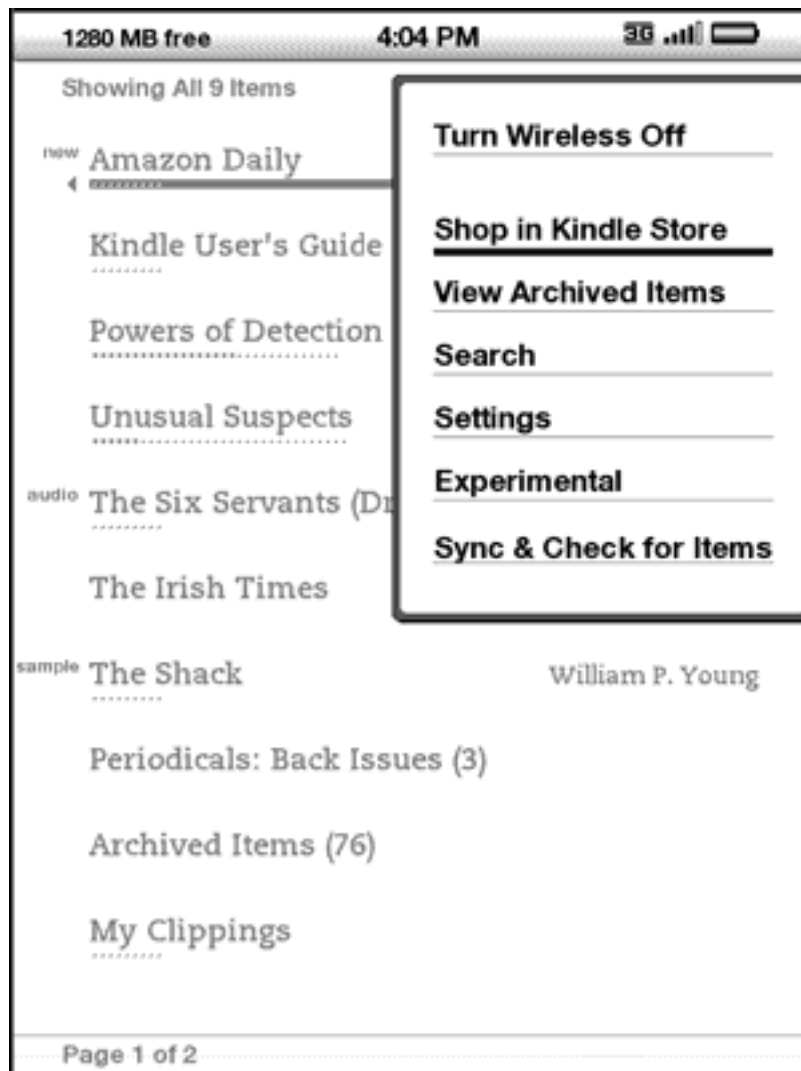 1280 MB free 4:04 PM 3G
Showing All 9 Items
new Amazon Daily
Kindle User's Guide
Powers of Detection
Unusual Suspects
audio The Six Servants (Dr
The Irish Times
sample The Shack William P. Young
Periodicals: Back Issues (3)
Archived Items (76)
My Clippings
Page 1 of 2
Turn Wireless Off
Shop in Kindle Store
View Archived Items
Search
Settings
Experimental
Sync & Check for Items